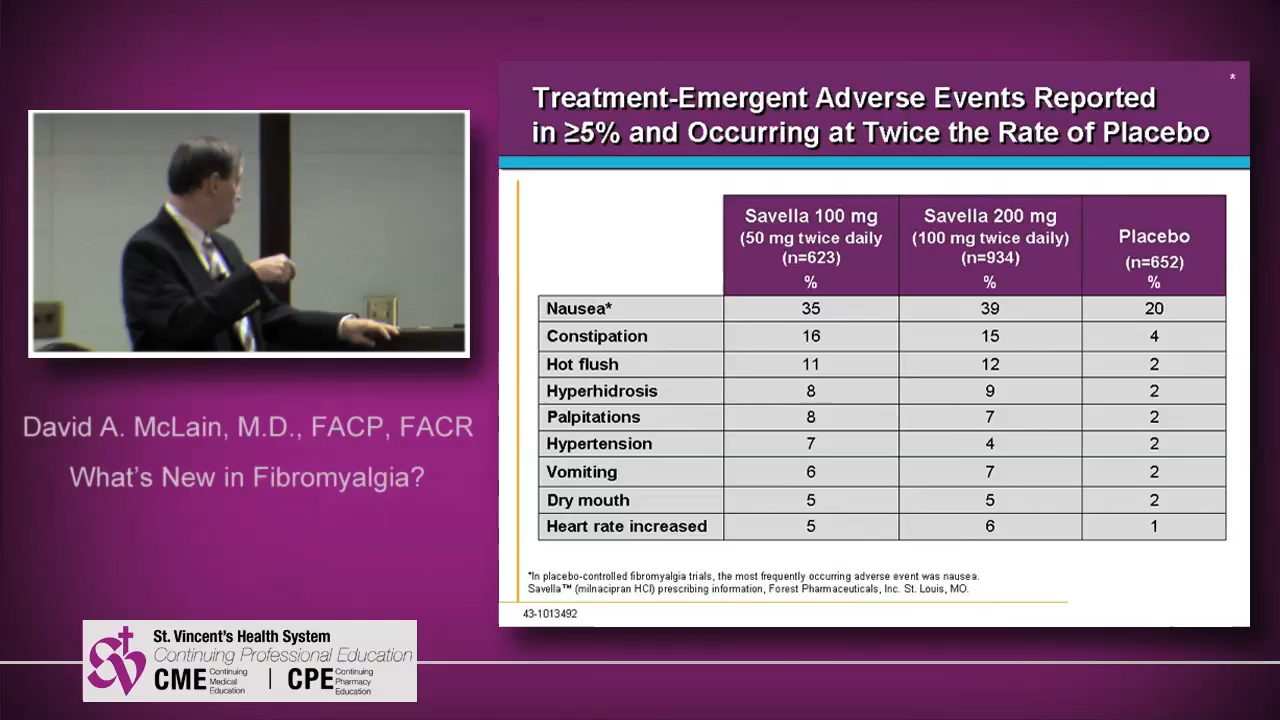 *
Treatment-Emergent Adverse Events Reported
in ≥5% and Occurring at Twice the Rate of Placebo
Savella 100 mg
(50 mg twice daily
(n=623)
%
Savella 200 mg
(100 mg twice daily)
(n=934)
%
Placebo
(n=652)
%
Nausea* 35 39 20
Constipation 16 15 4
Hot flush 11 12 2
Hyperhidrosis 8 9 2
Palpitations 8 7 2
Hypertension 7 4 2
Vomiting 6 7 2
Dry mouth 5 5 2
Heart rate increased 5 6 1
*In placebo-controlled fibromyalgia trials, the most frequently occurring adverse event was nausea.
Savella™ (milnacipran HCl) prescribing information, Forest Pharmaceuticals, Inc. St. Louis, MO.
43-1013492
David A. McLain, M.D., FACP, FACR
What's New in Fibromyalgia?
St. Vincent's Health System
Continuing Professional Education
CME Continuing Medical Education | CPE Continuing Pharmacy Education